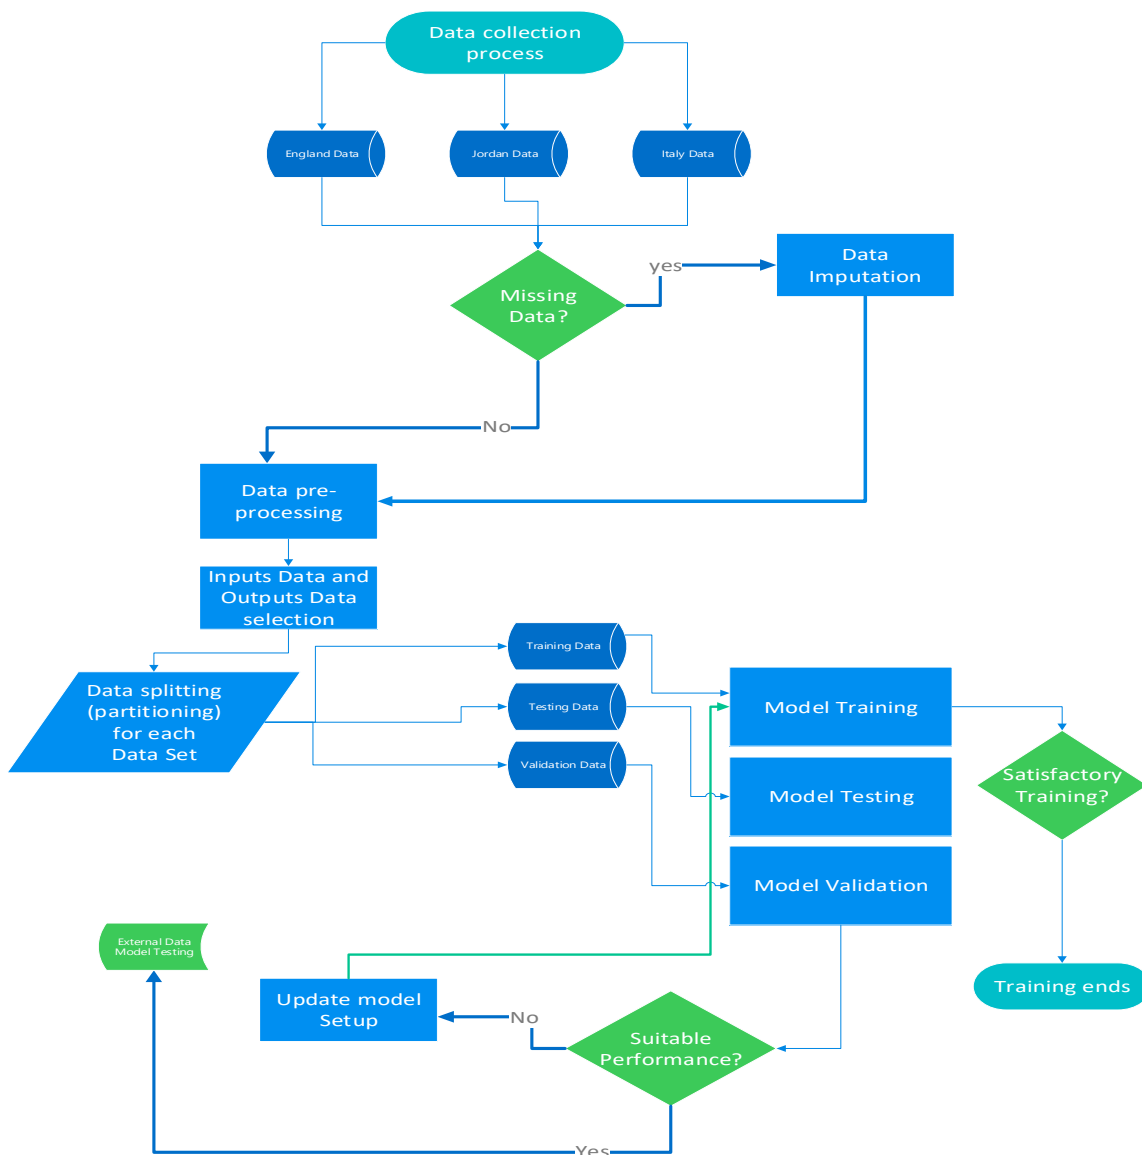 Data collection
process
England Data
Jordan Data
Italy Data
yes
Data
Imputation
Missing
Data?
No
Data pre-
processing
Inputs Data and
Outputs Data
selection
Data splitting
(partitioning)
for each
Data Set
Training Data
Testing Data
Validation Data
Model Training
Model Testing
Model Validation
Satisfactory
Training?
Training ends
External Data
Model Testing
Update model
Setup
No
Suitable
Performance?
Yes